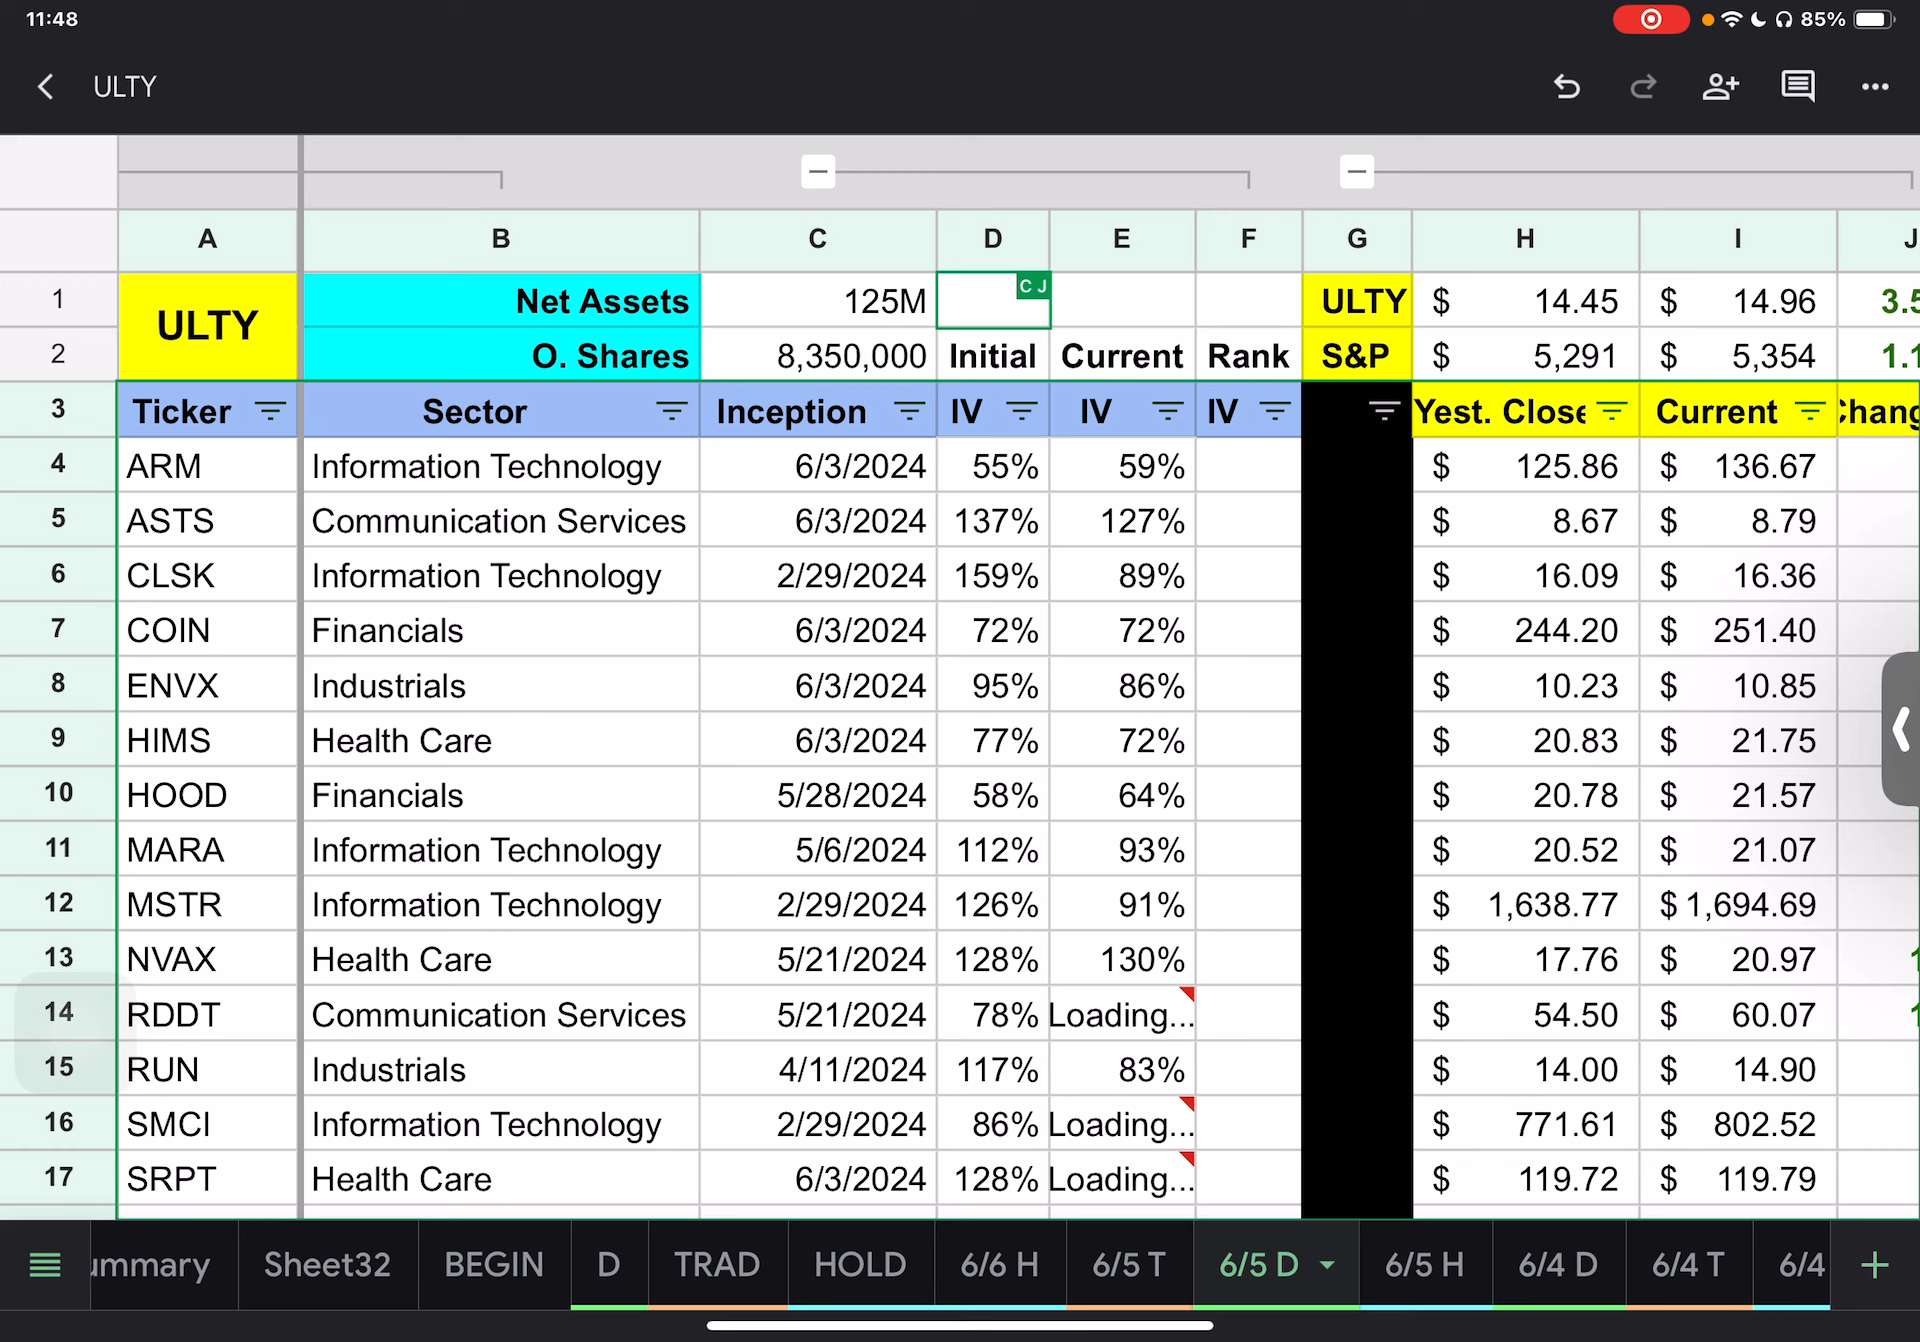 11:48
85%
ULTY
A B C D E F G H I J
1 ULTY Net Assets 125M CJ ULTY $ 14.45 $ 14.96
2 O. Shares 8,350,000 Initial Current Rank S&P $ 5,291 $ 5,354
3 Ticker Sector Inception IV IV IV Yest. Close Current
4 ARM Information Technology 6/3/2024 55% 59% $ 125.86 $ 136.67
5 ASTS Communication Services 6/3/2024 137% 127% $ 8.67 $ 8.79
6 CLSK Information Technology 2/29/2024 159% 89% $ 16.09 $ 16.36
7 COIN Financials 6/3/2024 72% 72% $ 244.20 $ 251.40
8 ENVX Industrials 6/3/2024 95% 86% $ 10.23 $ 10.85
9 HIMS Health Care 6/3/2024 77% 72% $ 20.83 $ 21.75
10 HOOD Financials 5/28/2024 58% 64% $ 20.78 $ 21.57
11 MARA Information Technology 5/6/2024 112% 93% $ 20.52 $ 21.07
12 MSTR Information Technology 2/29/2024 126% 91% $ 1,638.77 $ 1,694.69
13 NVAX Health Care 5/21/2024 128% 130% $ 17.76 $ 20.97
14 RDDT Communication Services 5/21/2024 78% Loading... $ 54.50 $ 60.07
15 RUN Industrials 4/11/2024 117% 83% $ 14.00 $ 14.90
16 SMCI Information Technology 2/29/2024 86% Loading... $ 771.61 $ 802.52
17 SRPT Health Care 6/3/2024 128% Loading... $ 119.72 $ 119.79
ummary Sheet32 BEGIN D TRAD HOLD 6/6 H 6/5 T 6/5 D 6/5 H 6/4 D 6/4 T 6/4